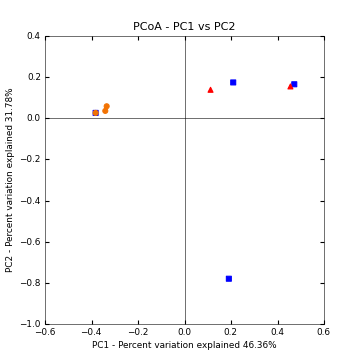 PCoA - PC1 vs PC2
0.4
0.2
0.0
−0.2
−0.4
−0.6
−0.8
−1.0
PC2 - Percent variation explained 31.78%
−0.6 −0.4 −0.2 0.0 0.2 0.4 0.6
PC1 - Percent variation explained 46.36%